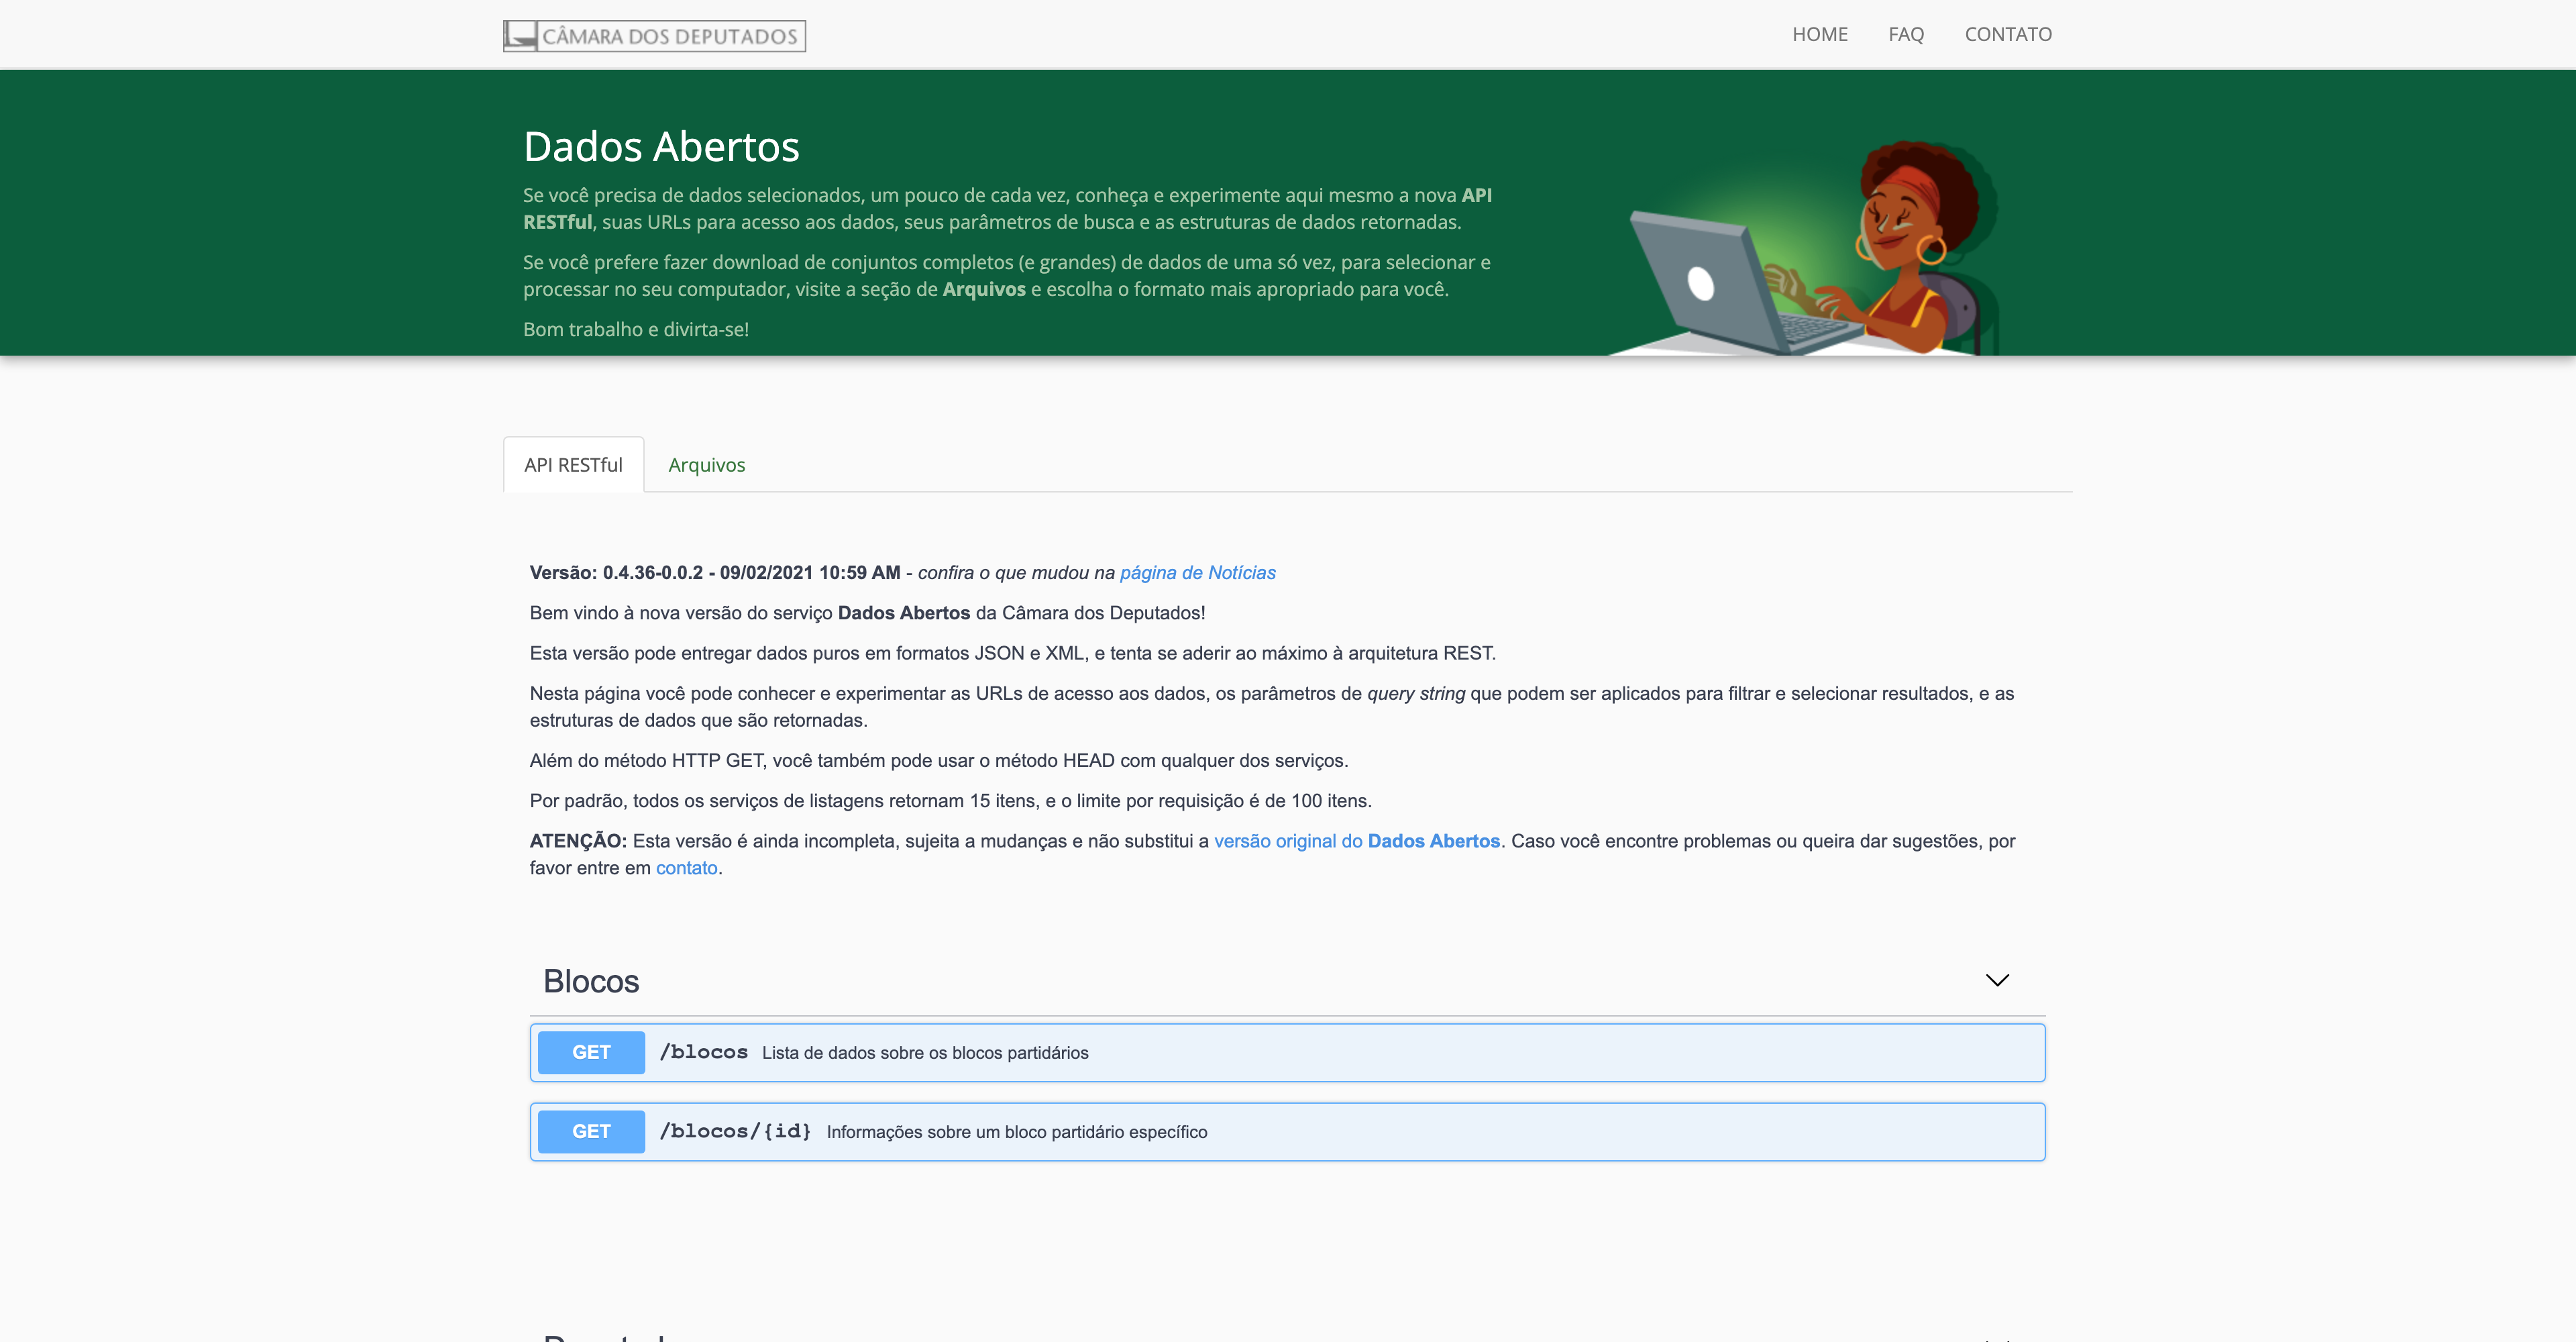 CÂMARA DOS DEPUTADOS
HOME
FAQ
CONTATO
Dados Abertos
Se você precisa de dados selecionados, um pouco de cada vez, conheça e experimente aqui mesmo a nova API
RESTful, suas URLs para acesso aos dados, seus parâmetros de busca e as estruturas de dados retornadas.
Se você prefere fazer download de conjuntos completos (e grandes) de dados de uma só vez, para selecionar e
processar no seu computador, visite a seção de Arquivos e escolha o formato mais apropriado para você.
Bom trabalho e divirta-se!
API RESTful
Arquivos
Versão: 0.4.36-0.0.2 - 09/02/2021 10:59 AM - confira o que mudou na página de Notícias
Bem vindo à nova versão do serviço Dados Abertos da Câmara dos Deputados!
Esta versão pode entregar dados puros em formatos JSON e XML, e tenta se aderir ao máximo à arquitetura REST.
Nesta página você pode conhecer e experimentar as URLs de acesso aos dados, os parâmetros de query string que podem ser aplicados para filtrar e selecionar resultados, e as
estruturas de dados que são retornadas.
Além do método HTTP GET, você também pode usar o método HEAD com qualquer dos serviços.
Por padrão, todos os serviços de listagens retornam 15 itens, e o limite por requisição é de 100 itens.
ATENÇÃO: Esta versão é ainda incompleta, sujeita a mudanças e não substitui a versão original do Dados Abertos. Caso você encontre problemas ou queira dar sugestões, por
favor entre em contato.
Blocos
GET /blocos Lista de dados sobre os blocos partidários
GET /blocos/{id} Informações sobre um bloco partidário específico